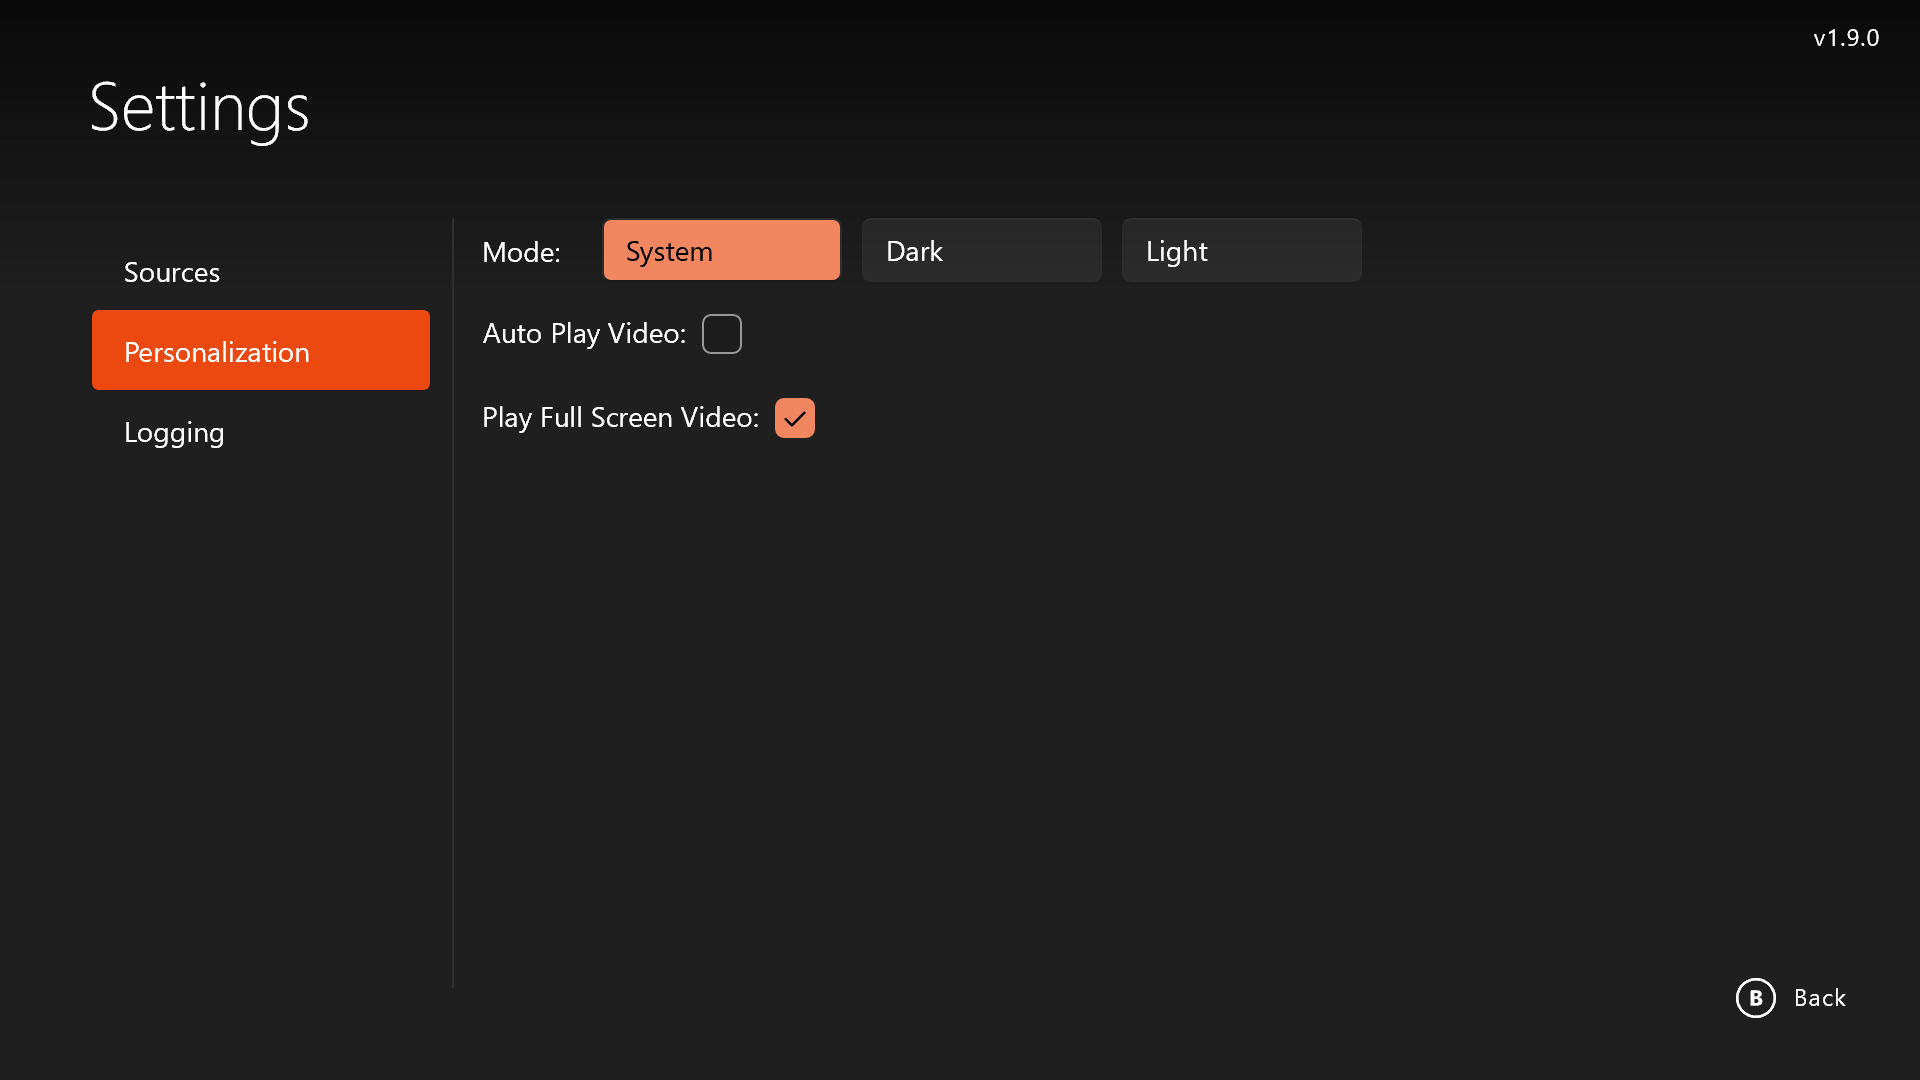 v1.9.0
Settings
Sources
Personalization
Logging
Mode: System Dark Light
Auto Play Video:
Play Full Screen Video:
B Back